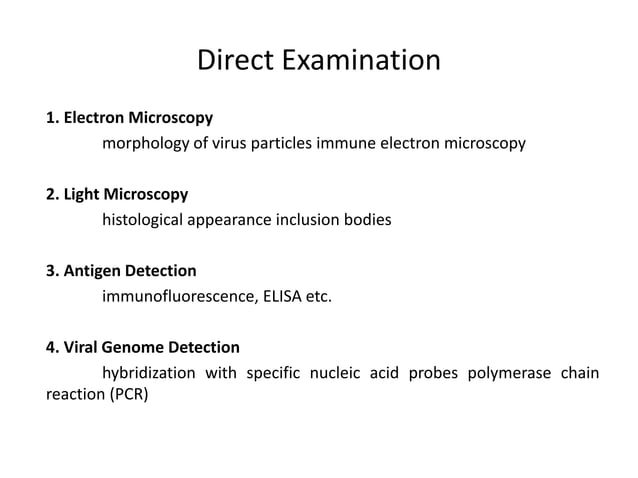 Direct Examination
1. Electron Microscopy
morphology of virus particles immune electron microscopy
2. Light Microscopy
histological appearance inclusion bodies
3. Antigen Detection
immunofluorescence, ELISA etc.
4. Viral Genome Detection
hybridization with specific nucleic acid probes polymerase chain
reaction (PCR)